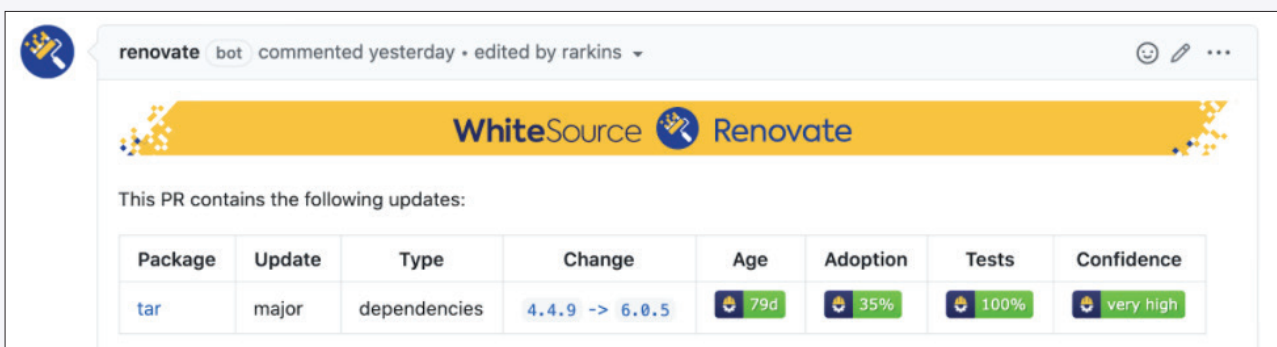 renovate bot commented yesterday • edited by rarkins
WhiteSource Renovate
This PR contains the following updates:
Package Update Type Change Age Adoption Tests Confidence
tar major dependencies 4.4.9 -> 6.0.5 79d 35% 100% very high